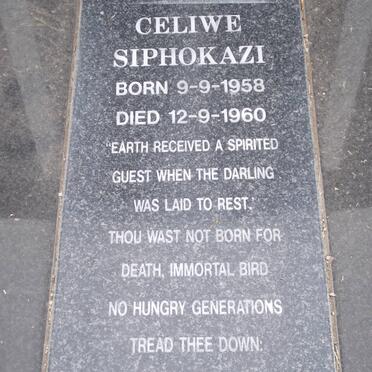 CELIWE
SIPHOKAZI
BORN 9-9-1958
DIED 12-9-1960
"EARTH RECEIVED A SPIRITED
GUEST WHEN THE DARLING
WAS LAID TO REST.
THOU WAST NOT BORN FOR
DEATH, IMMORTAL BIRD
NO HUNGRY GENERATIONS
TREAD THEE DOWN: